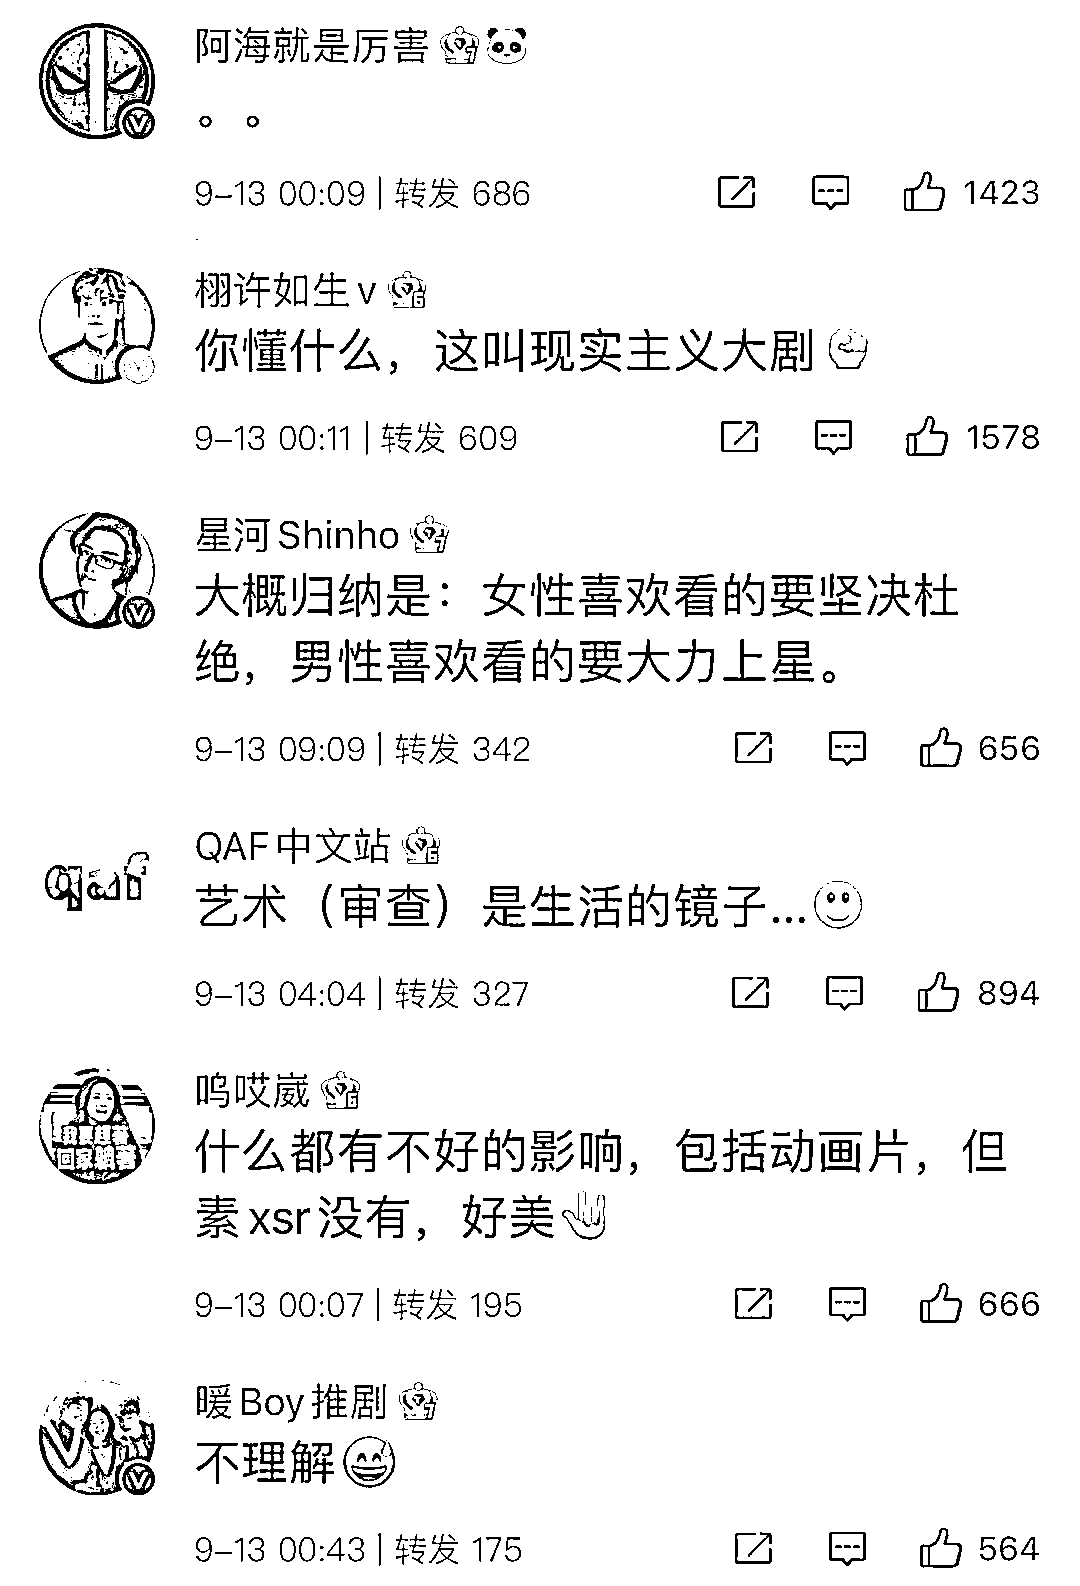 阿海就是厉害
。。
9-13 00:09 | 转发 686
1423
栩许如生v
你懂什么，这叫现实主义大剧
9-13 00:11 | 转发 609
1578
星河Shinho
大概归纳是：女性喜欢看的要坚决杜
绝，男性喜欢看的要大力上星。
9-13 09:09 | 转发 342
656
QAF中文站
艺术（审查）是生活的镜子...
9-13 04:04 | 转发 327
894
呜哎崴
什么都有不好的影响，包括动画片，但
素xsr没有，好美
9-13 00:07 | 转发 195
666
暖Boy推剧
不理解
9-13 00:43 | 转发 175
564